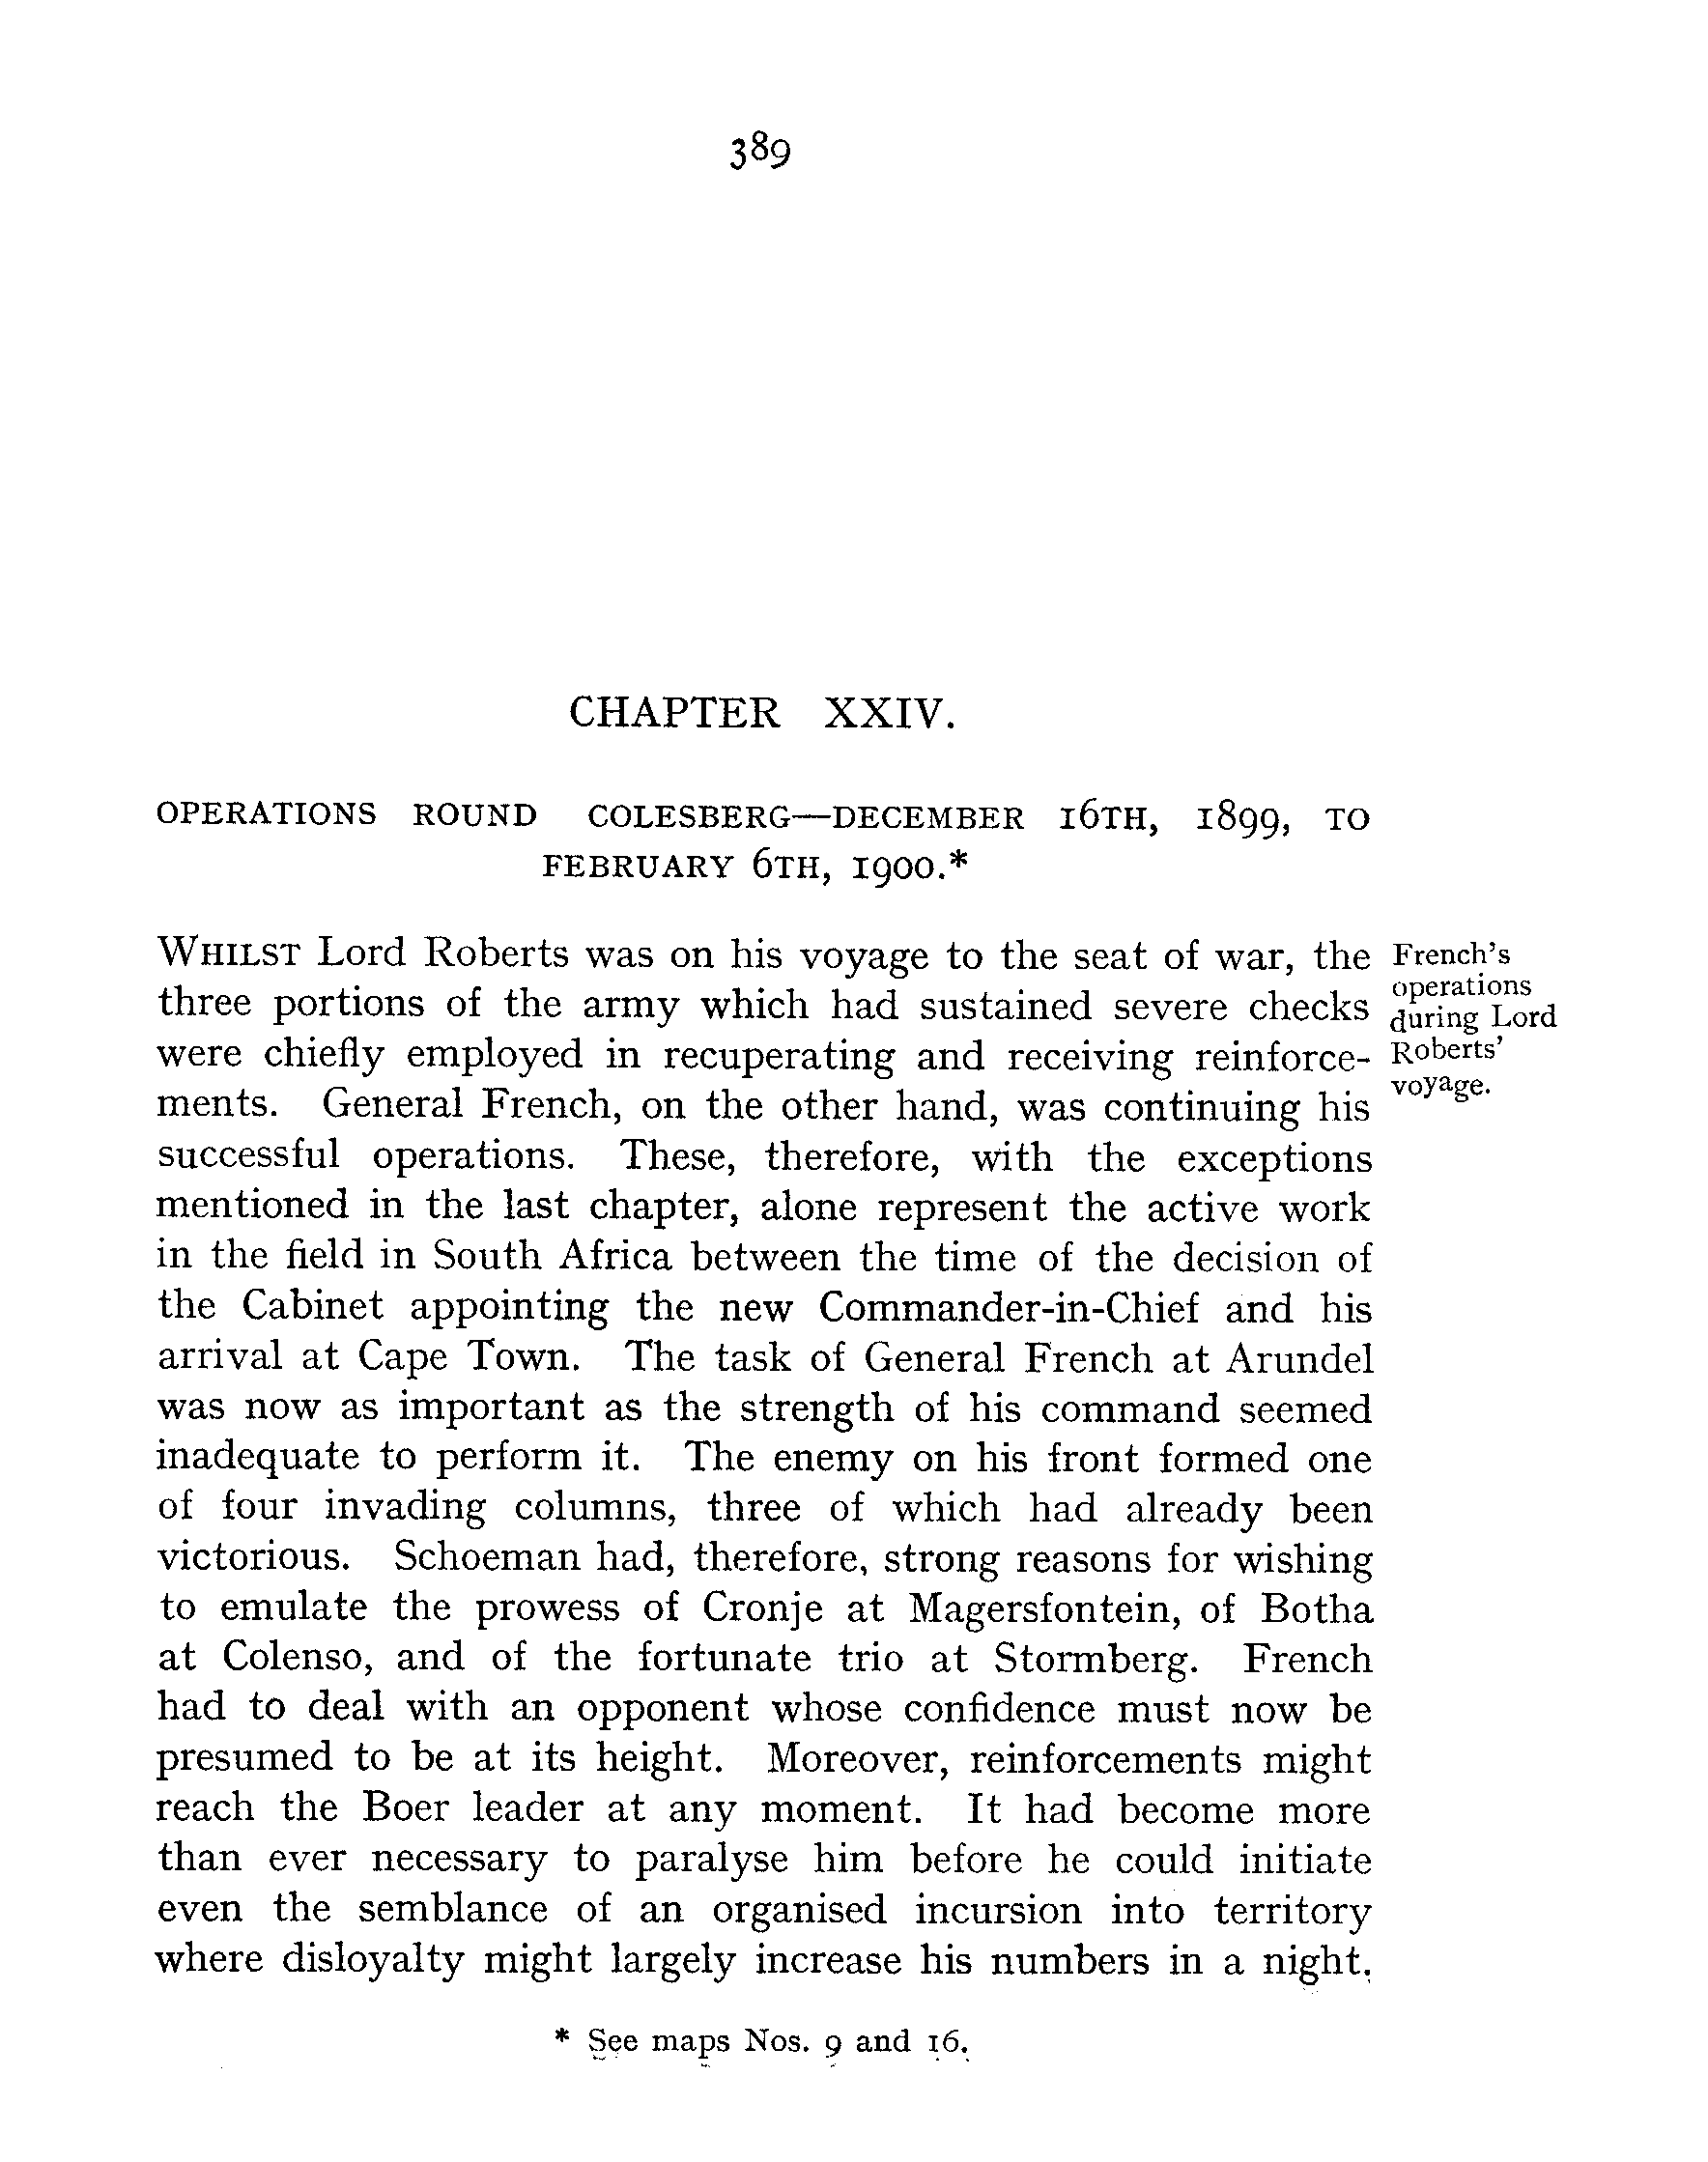 389
CHAPTER XXIV.
OPERATIONS ROUND COLESBERG—DECEMBER 16TH, 1899, TO
FEBRUARY 6TH, 1900.*
WHILST Lord Roberts was on his voyage to the seat of war, the
three portions of the army which had sustained severe checks
were chiefly employed in recuperating and receiving reinforce-
ments. General French, on the other hand, was continuing his
successful operations. These, therefore, with the exceptions
mentioned in the last chapter, alone represent the active work
in the field in South Africa between the time of the decision of
the Cabinet appointing the new Commander-in-Chief and his
arrival at Cape Town. The task of General French at Arundel
was now as important as the strength of his command seemed
inadequate to perform it. The enemy on his front formed one
of four invading columns, three of which had already been
victorious. Schoeman had, therefore, strong reasons for wishing
to emulate the prowess of Cronje at Magersfontein, of Botha
at Colenso, and of the fortunate trio at Stormberg. French
had to deal with an opponent whose confidence must now be
presumed to be at its height. Moreover, reinforcements might
reach the Boer leader at any moment. It had become more
than ever necessary to paralyse him before he could initiate
even the semblance of an organised incursion into territory
where disloyalty might largely increase his numbers in a night.
French's
operations
during Lord
Roberts'
voyage.
* See maps Nos. 9 and 16.